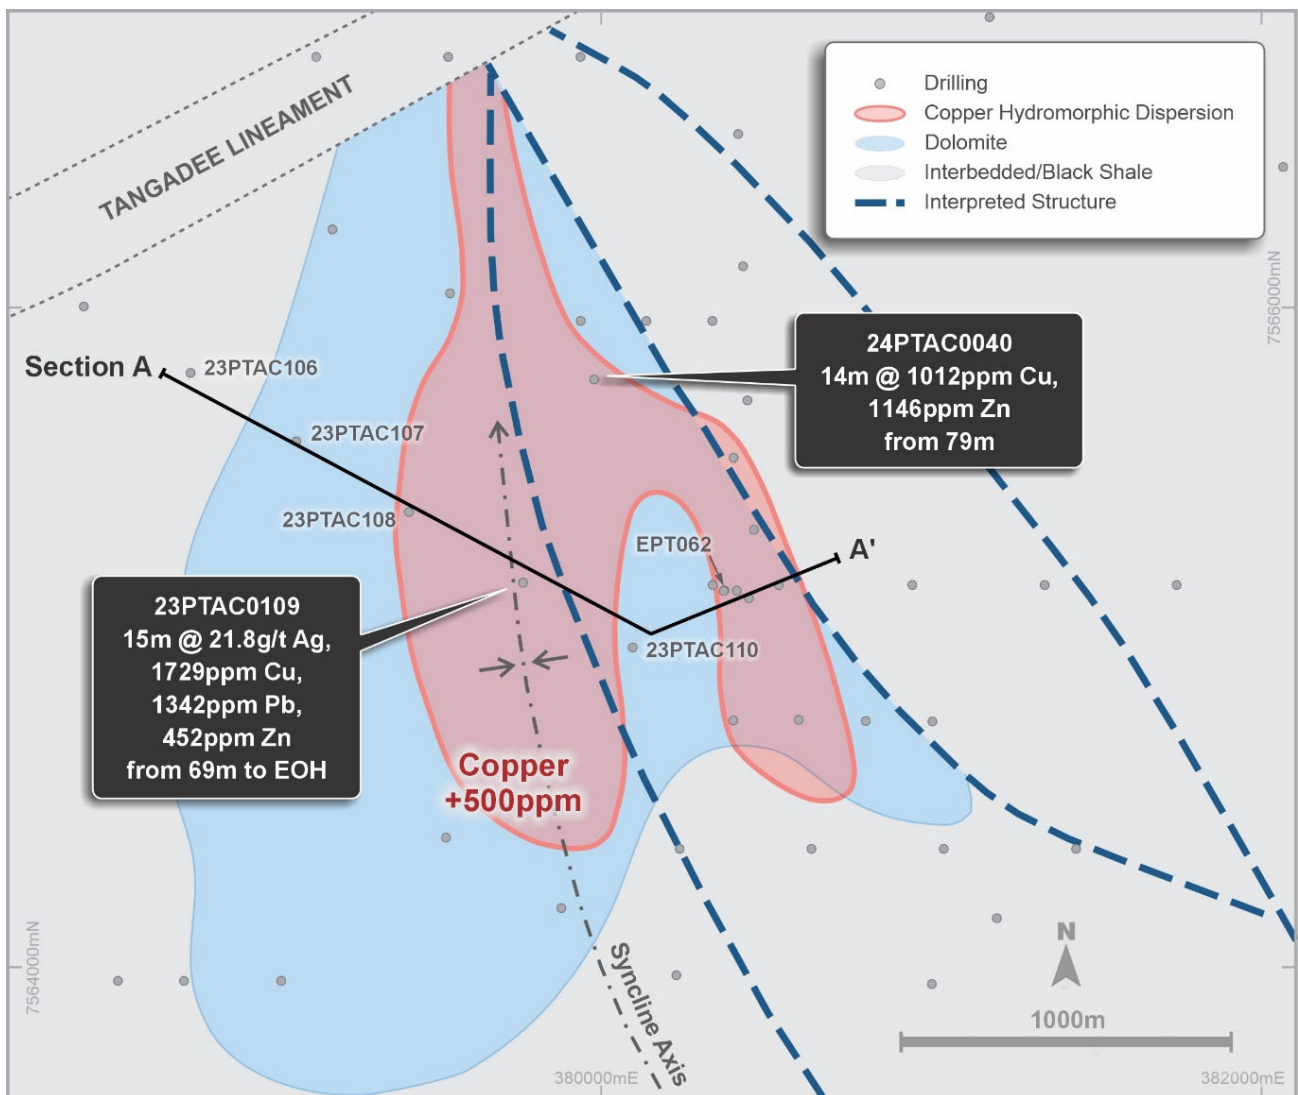 TANGADEE LINEAMENT
Drilling
Copper Hydromorphic Dispersion
Dolomite
Interbedded/Black Shale
Interpreted Structure
7566000mN
24PTAC0040
14m @ 1012ppm Cu,
1146ppm Zn
from 79m
Section A
23PTAC106
23PTAC107
23PTAC108
EPT062
A'
23PTAC110
23PTAC0109
15m @ 21.8g/t Ag,
1729ppm Cu,
1342ppm Pb,
452ppm Zn
from 69m to EOH
Copper
+500ppm
7564000mN
Syncline Axis
N
1000m
380000mE
382000mE